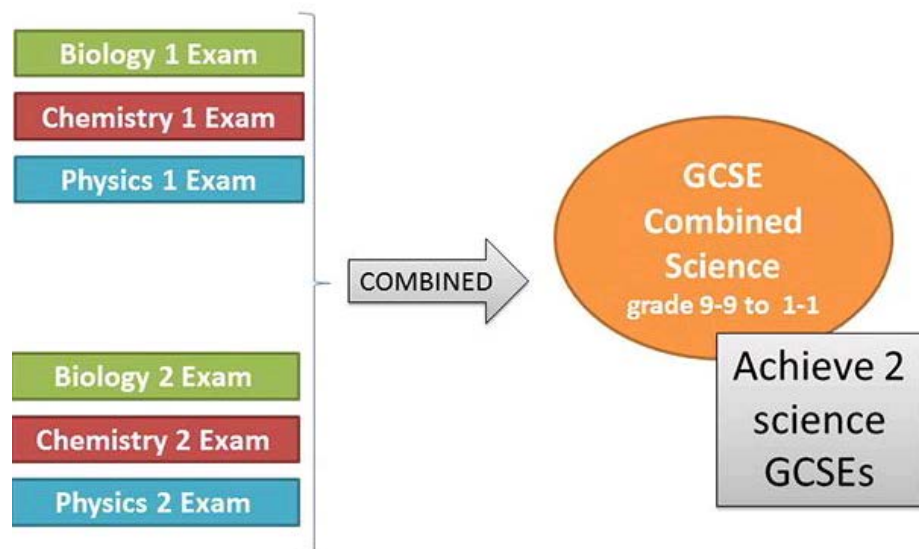 Biology 1 Exam
Chemistry 1 Exam
Physics 1 Exam
Biology 2 Exam
Chemistry 2 Exam
Physics 2 Exam
COMBINED
GCSE
Combined
Science
grade 9-9 to 1-1
Achieve 2
science
GCSEs